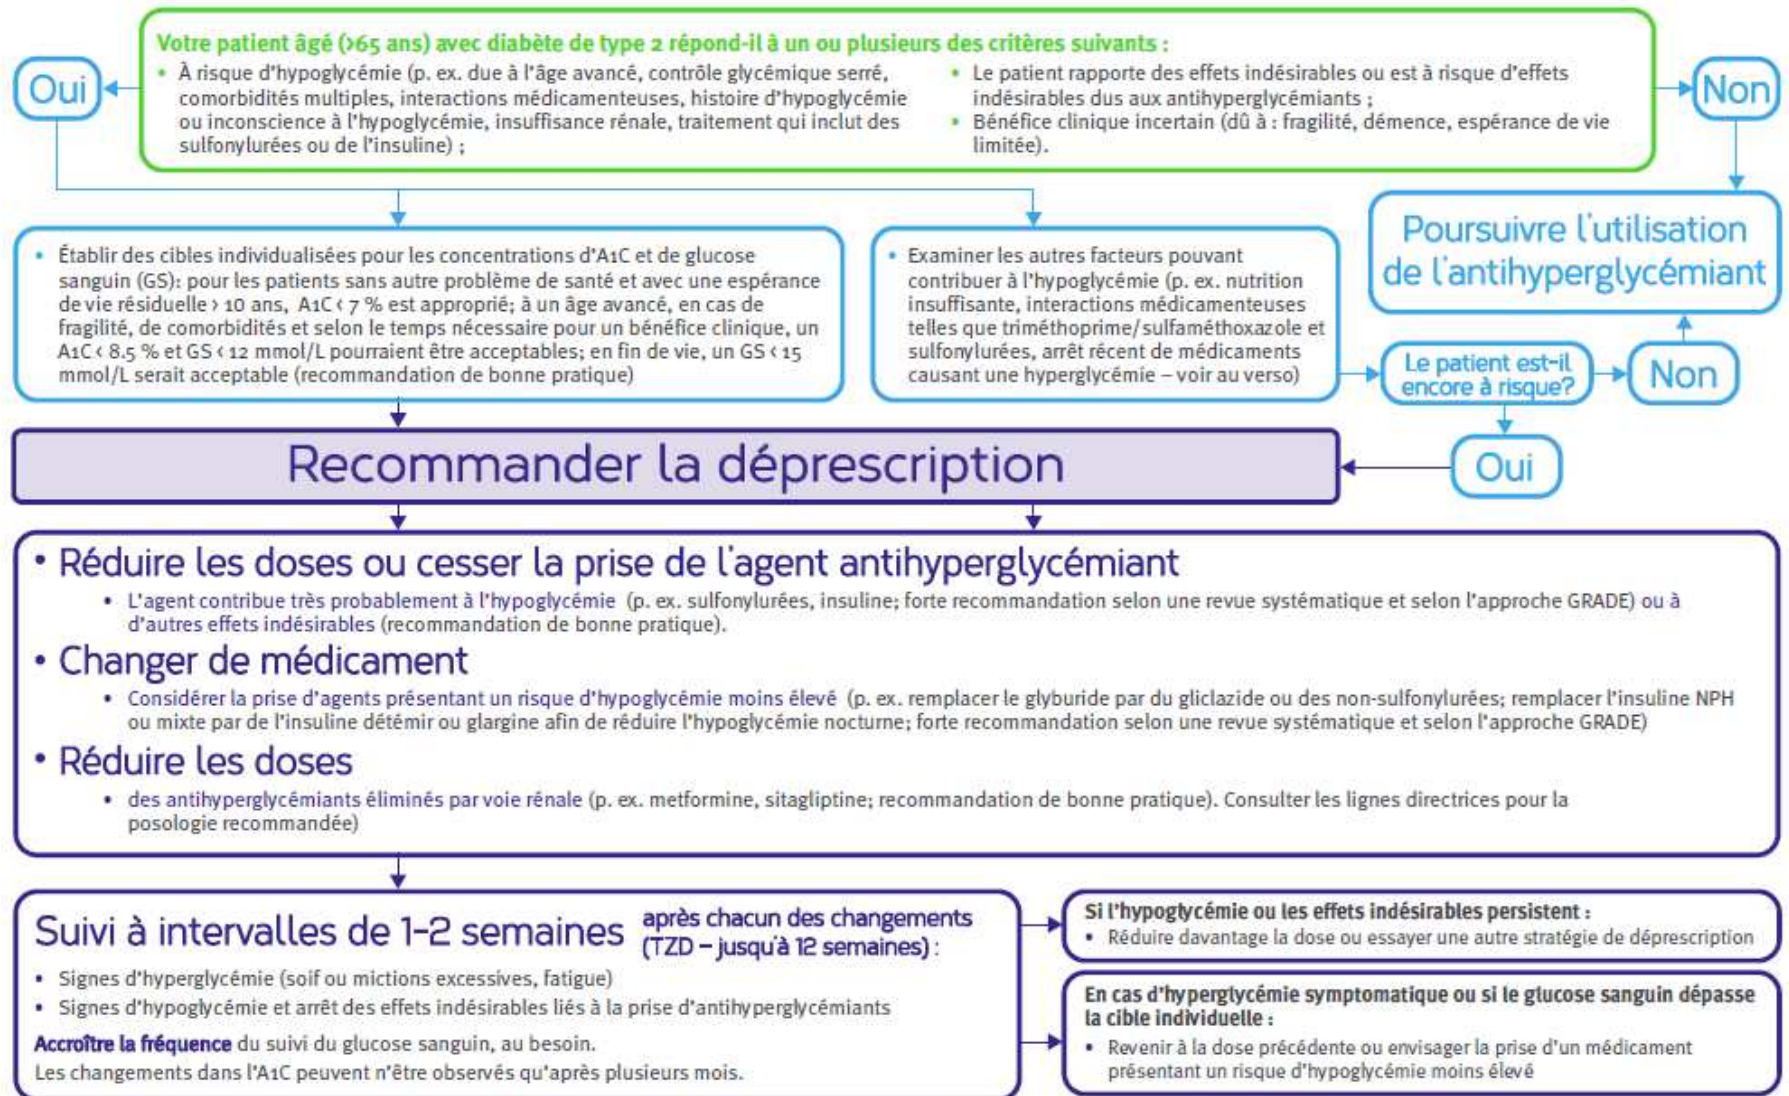 Votre patient âgé (>65 ans) avec diabète de type 2 répond-il à un ou plusieurs des critères suivants :
Oui
• À risque d'hypoglycémie (p. ex. due à l'âge avancé, contrôle glycémique serré,
comorbidités multiples, interactions médicamenteuses, histoire d'hypoglycémie
ou inconscience à l'hypoglycémie, insuffisance rénale, traitement qui inclut des
sulfonylurées ou de l'insuline) ;
• Le patient rapporte des effets indésirables ou est à risque d'effets
indésirables dus aux antihyperglycémiants ;
• Bénéfice clinique incertain (dû à : fragilité, démence, espérance de vie
limitée).
Non
• Établir des cibles individualisées pour les concentrations d'A1C et de glucose
sanguin (GS): pour les patients sans autre problème de santé et avec une espérance
de vie résiduelle > 10 ans, A1C < 7 % est approprié; à un âge avancé, en cas de
fragilité, de comorbidités et selon le temps nécessaire pour un bénéfice clinique, un
A1C < 8.5 % et GS < 12 mmol/L pourraient être acceptables; en fin de vie, un GS < 15
mmol/L serait acceptable (recommandation de bonne pratique)
• Examiner les autres facteurs pouvant
contribuer à l'hypoglycémie (p. ex. nutrition
insuffisante, interactions médicamenteuses
telles que triméthoprime/sulfaméthoxazole et
sulfonylurées, arrêt récent de médicaments
causant une hyperglycémie – voir au verso)
Poursuivre l'utilisation
de l'antihyperglycémiant
Le patient est-il
encore à risque?
Non
Oui
Recommander la déprescription
• Réduire les doses ou cesser la prise de l'agent antihyperglycémiant
• L'agent contribue très probablement à l'hypoglycémie (p. ex. sulfonylurées, insuline; forte recommandation selon une revue systématique et selon l'approche GRADE) ou à
d'autres effets indésirables (recommandation de bonne pratique).
• Changer de médicament
• Considérer la prise d'agents présentant un risque d'hypoglycémie moins élevé (p. ex. remplacer le glyburide par du gliclazide ou des non-sulfonylurées; remplacer l'insuline NPH
ou mixte par de l'insuline détémir ou glargine afin de réduire l'hypoglycémie nocturne; forte recommandation selon une revue systématique et selon l'approche GRADE)
• Réduire les doses
• des antihyperglycémiants éliminés par voie rénale (p. ex. metformine, sitagliptine; recommandation de bonne pratique). Consulter les lignes directrices pour la
posologie recommandée)
Suivi à intervalles de 1-2 semaines après chacun des changements
(TZD – jusqu'à 12 semaines) :
• Signes d'hyperglycémie (soif ou mictions excessives, fatigue)
• Signes d'hypoglycémie et arrêt des effets indésirables liés à la prise d'antihyperglycémiants
Accroître la fréquence du suivi du glucose sanguin, au besoin.
Les changements dans l'A1C peuvent n'être observés qu'après plusieurs mois.
Si l'hypoglycémie ou les effets indésirables persistent :
• Réduire davantage la dose ou essayer une autre stratégie de déprescription
En cas d'hyperglycémie symptomatique ou si le glucose sanguin dépasse
la cible individuelle :
• Revenir à la dose précédente ou envisager la prise d'un médicament
présentant un risque d'hypoglycémie moins élevé